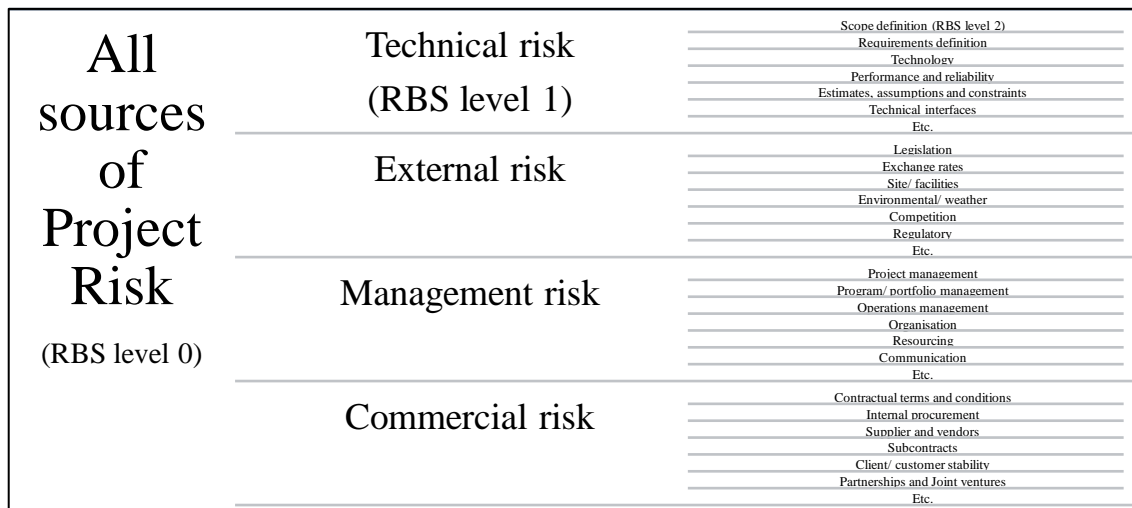 All
sources
of
Project
Risk
(RBS level 0)
Technical risk
(RBS level 1)
Scope definition (RBS level 2)
Requirements definition
Technology
Performance and reliability
Estimates, assumptions and constraints
Technical interfaces
Etc.
External risk
Legislation
Exchange rates
Site/ facilities
Environmental/ weather
Competition
Regulatory
Etc.
Management risk
Project management
Program/ portfolio management
Operations management
Organisation
Resourcing
Communication
Etc.
Commercial risk
Contractual terms and conditions
Internal procurement
Supplier and vendors
Subcontracts
Client/ customer stability
Partnerships and Joint ventures
Etc.